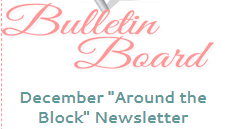 Bulletin
Board
December "Around the
Block" Newsletter